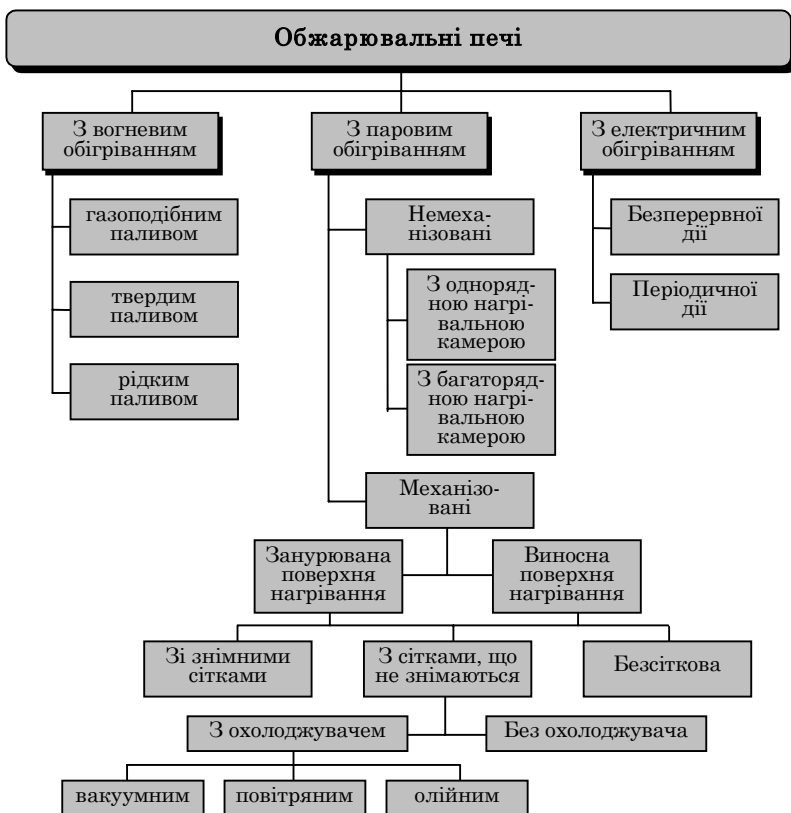 Обжарювальні печі
З вогневим
обігріванням
З паровим
обігріванням
З електричним
обігріванням
газоподібним
паливом
твердим
паливом
рідким
паливом
Немеха-
нізовані
З одноряд-
ною нагрі-
вальною
камерою
З багаторяд-
ною нагрі-
вальною
камерою
Механізо-
вані
Безперервної
дії
Періодичної
дії
Занурювана
поверхня
нагрівання
Виносна
поверхня
нагрівання
Зі знімними
сітками
З сітками, що
не знімаються
Безсіткова
З охолоджувачем
Без охолоджувача
вакуумним
повітряним
олійним